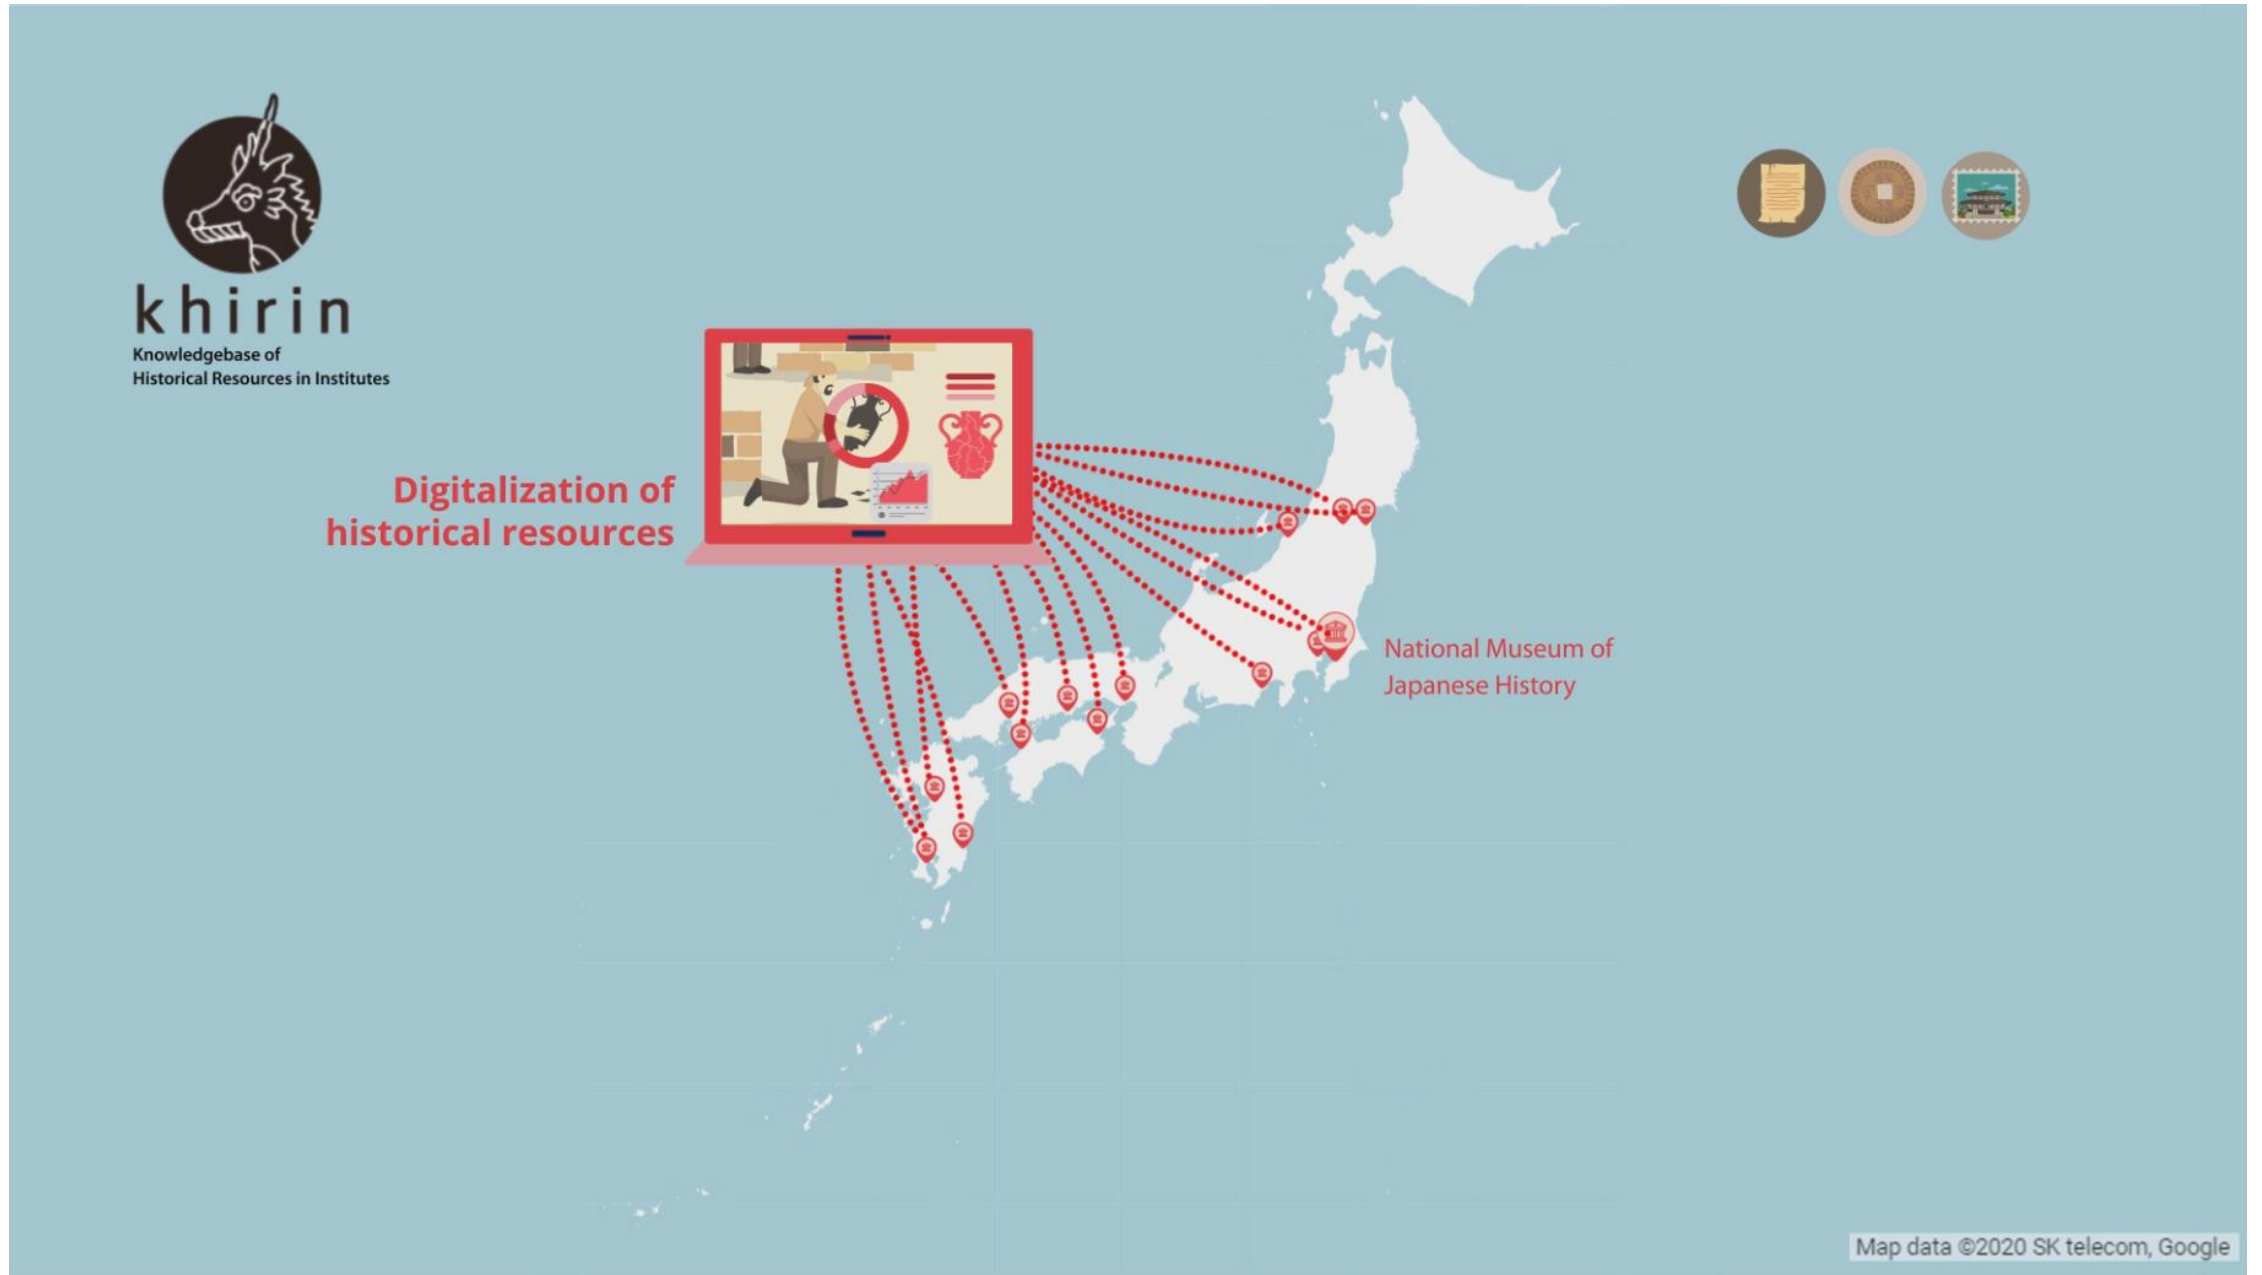 khirin
Knowledgebase of
Historical Resources in Institutes
Digitalization of
historical resources
National Museum of
Japanese History
Map data ©2020 SK telecom, Google